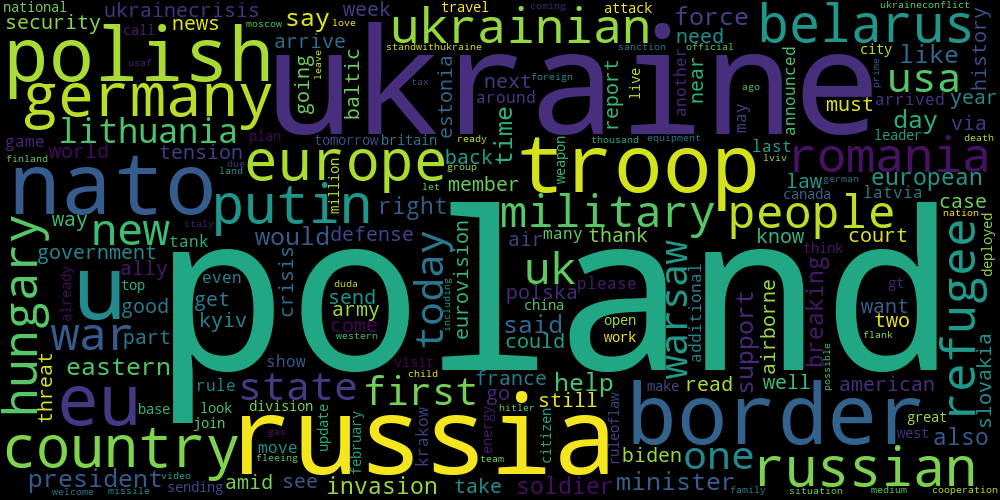 national
ukrainecrisis
travel
attack
coming
ukraineconflict
security
news
call
moscow
love
say
week
ukrainian
force
belarus
polish
usaf
arrive
standwithukraine
sanction
official
need
city
like
history
ukraine
leave
tax
foreign
ago
prime
germany
going
baltic
estonia
next
around
live
report
another
near
may
announced
must
arrived
usa
year
lithuania
game
world
plan
tomorrow
britain
ready
thousand
equipment
day
via
leader
death
finland
tension
land
due
europe
back
group
time
weapon
troop
last
lviv
romania
nato
million
member
let
law
german
canada
european
latvia
case
nation
deployed
putin
right
military
people
court
way
new
tank
would
defense
eurovision
air
many
thank
know
think
hungary
government
italy
ally
crisis
today
including
uk
warsaw
breaking
refugee
already
top
u
even
get
duda
send
polska
please
gt
want
good
kyiv
army
china
additional
support
airborne
two
war
part
come
western
said
could
open
work
flank
possible
slovakia
poland
eastern
threat
show
visit
france
help
border
make
read
well
american
eu
state
first
go
still
rule
child
base
look
join
division
update
krakow
energy
hitler
citizen
ruleoflaw
great
west
also
country
russia
gas
february
move
team
one
biden
fleeing
russian
president
video
amid
see
invasion
take
soldier
minister
welcome
missile
sending
family
situation
medium
cooperation